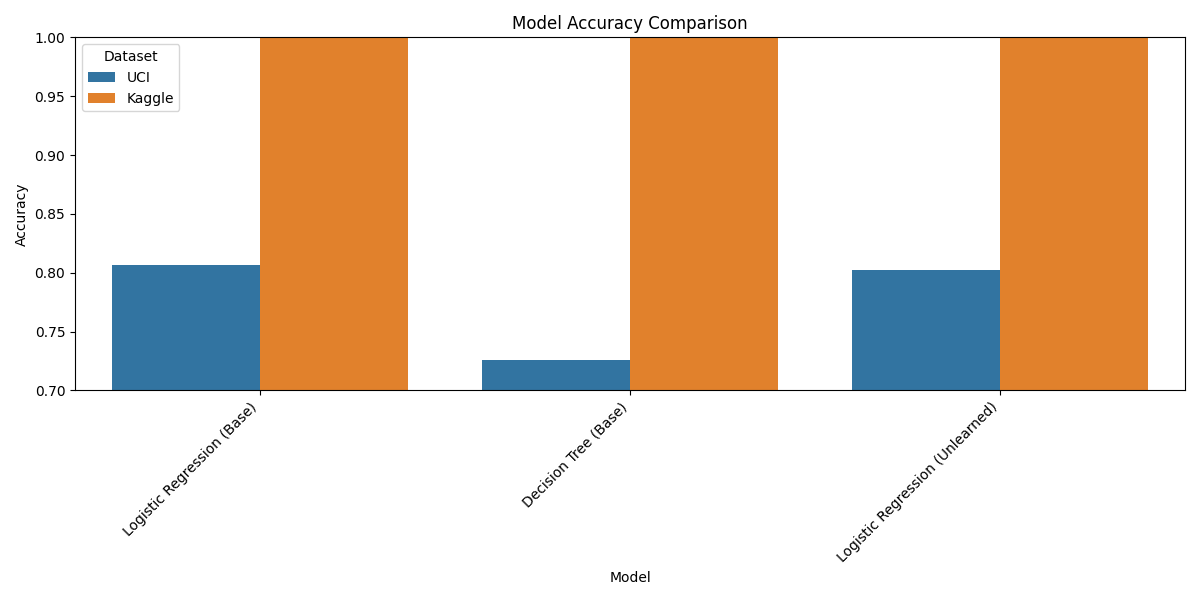 Model Accuracy Comparison
Dataset
UCI
Kaggle
Accuracy
1.00
0.95
0.90
0.85
0.80
0.75
0.70
Logistic Regression (Base)
Decision Tree (Base)
Logistic Regression (Unlearned)
Model